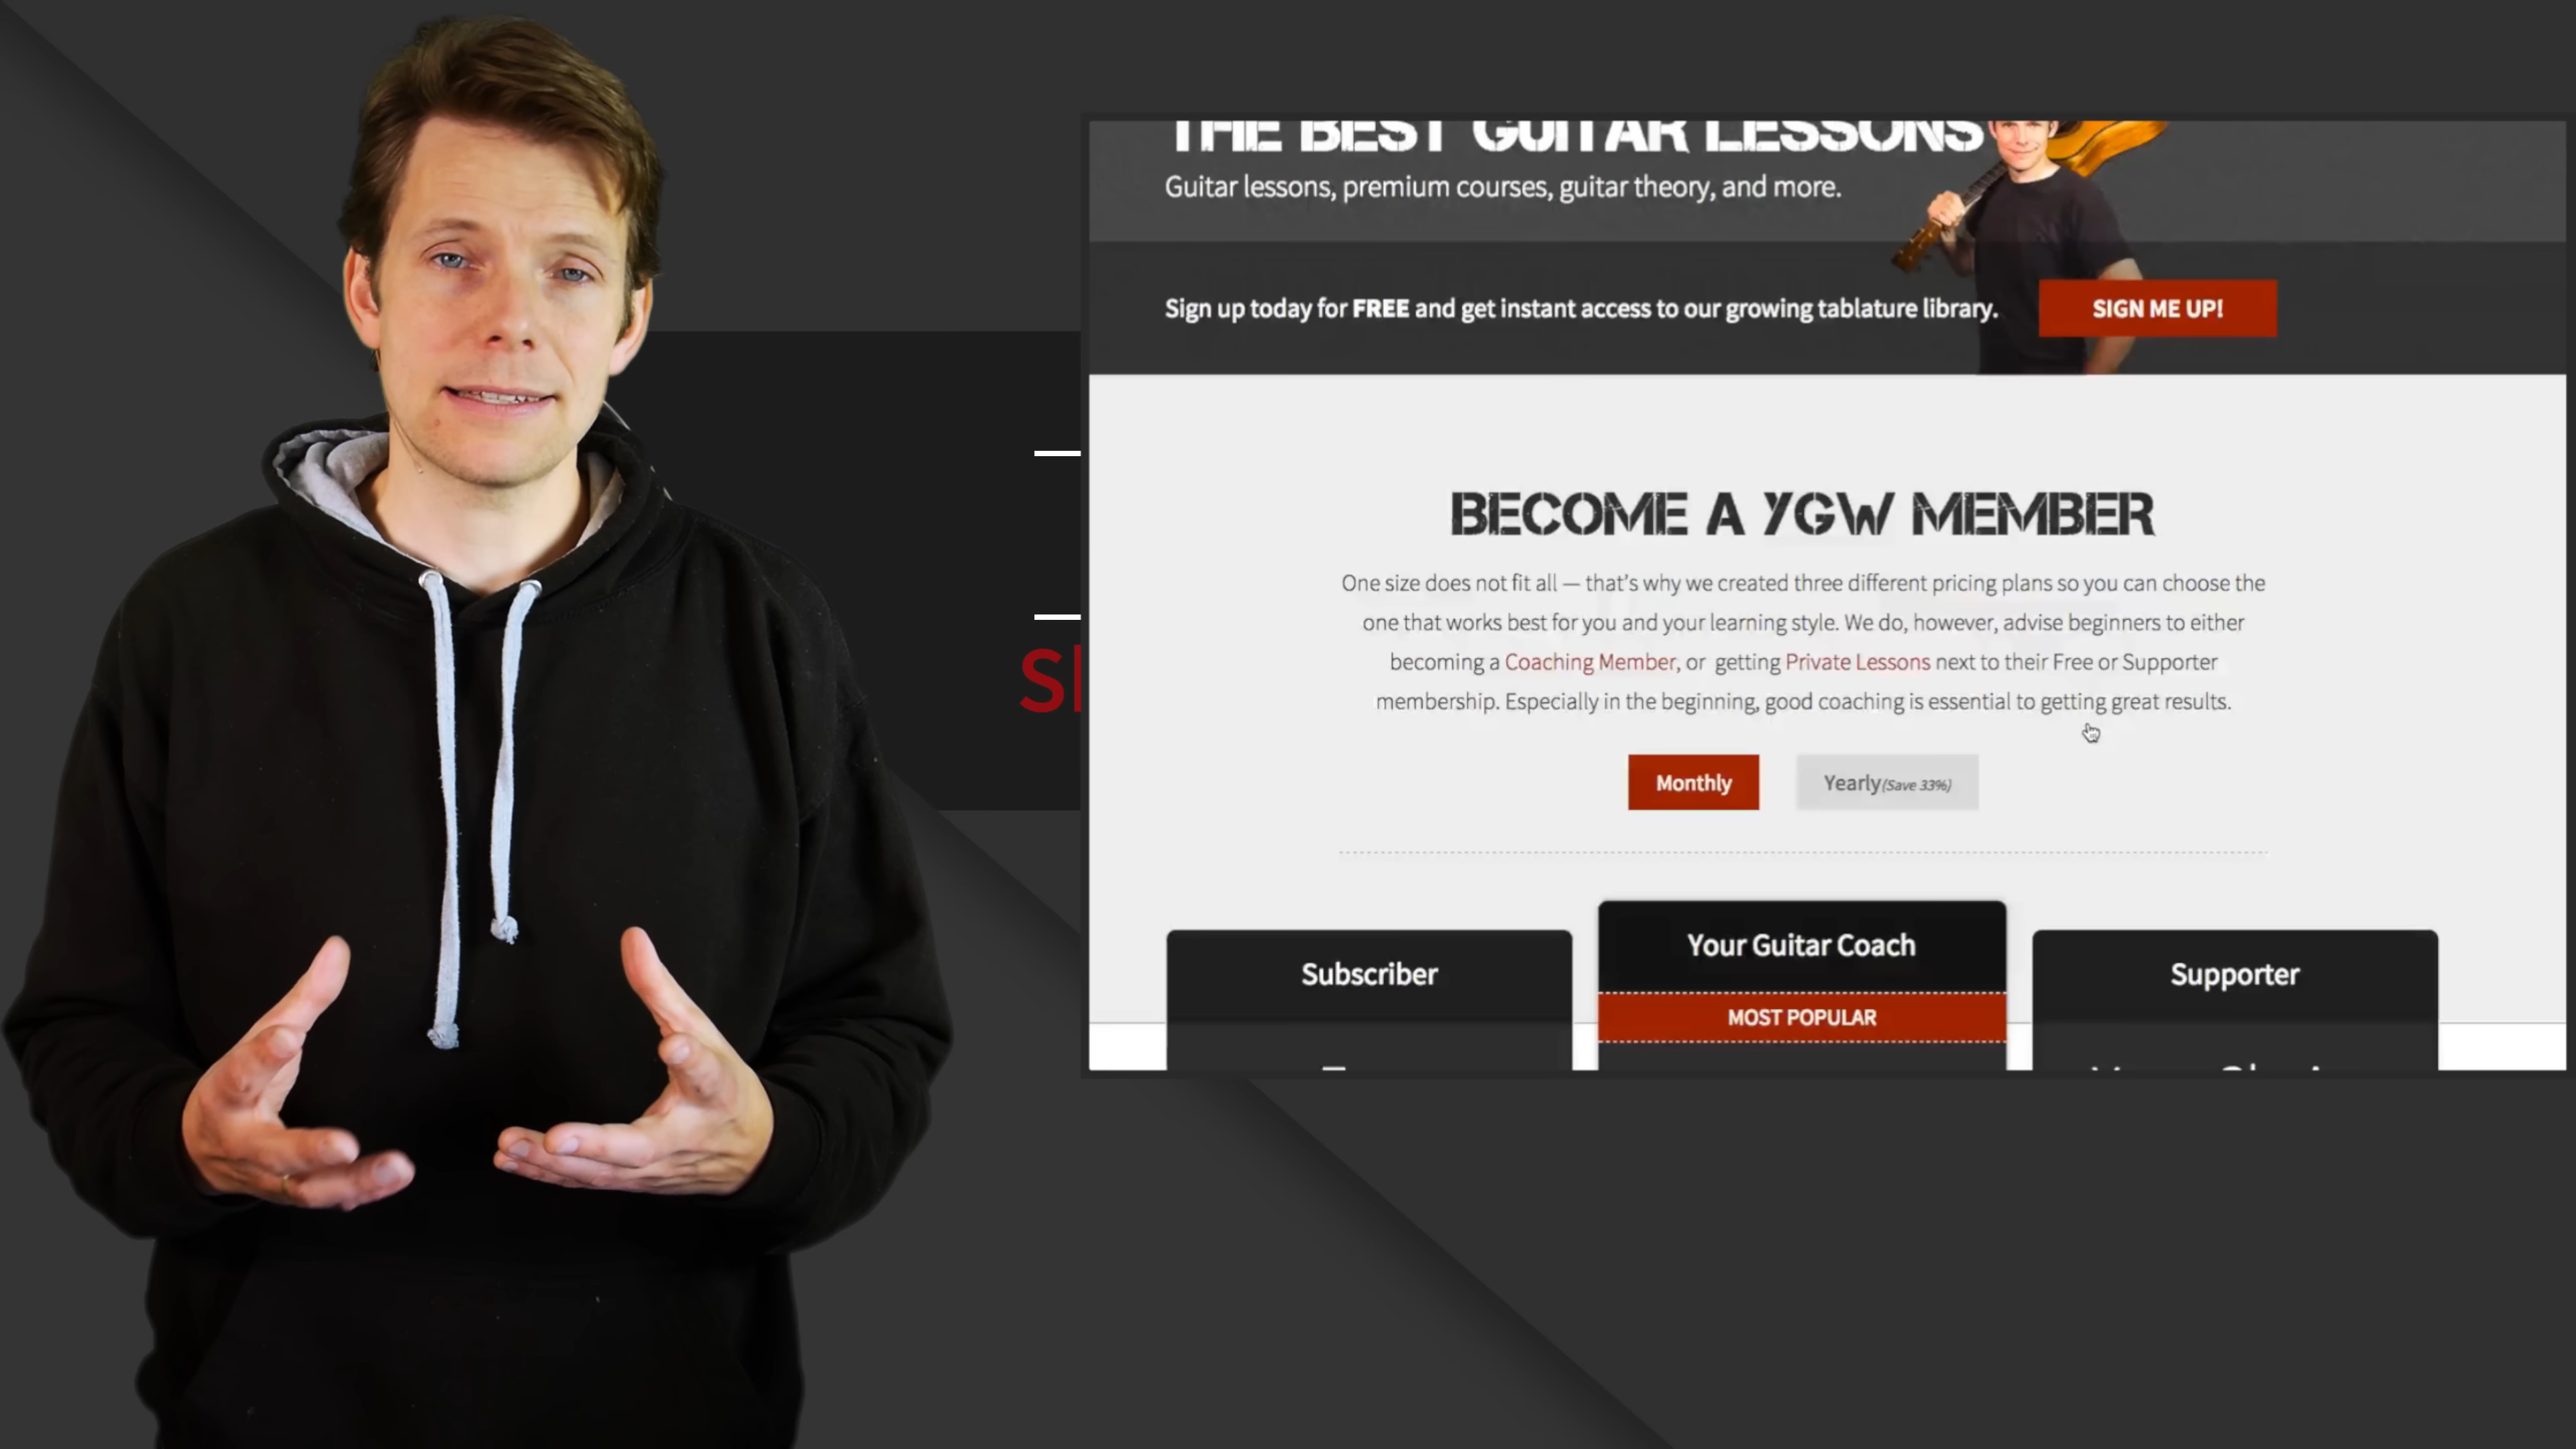 THE BEST GUITAR LESSONS
Guitar lessons, premium courses, guitar theory, and more.
Sign up today for FREE and get instant access to our growing tablature library.
SIGN ME UP!
BECOME A YGW MEMBER
One size does not fit all — that's why we created three different pricing plans so you can choose the
one that works best for you and your learning style. We do, however, advise beginners to either
becoming a Coaching Member, or getting Private Lessons next to their Free or Supporter
membership. Especially in the beginning, good coaching is essential to getting great results.
Monthly
Yearly(Save 33%)
Subscriber
Your Guitar Coach
MOST POPULAR
Supporter